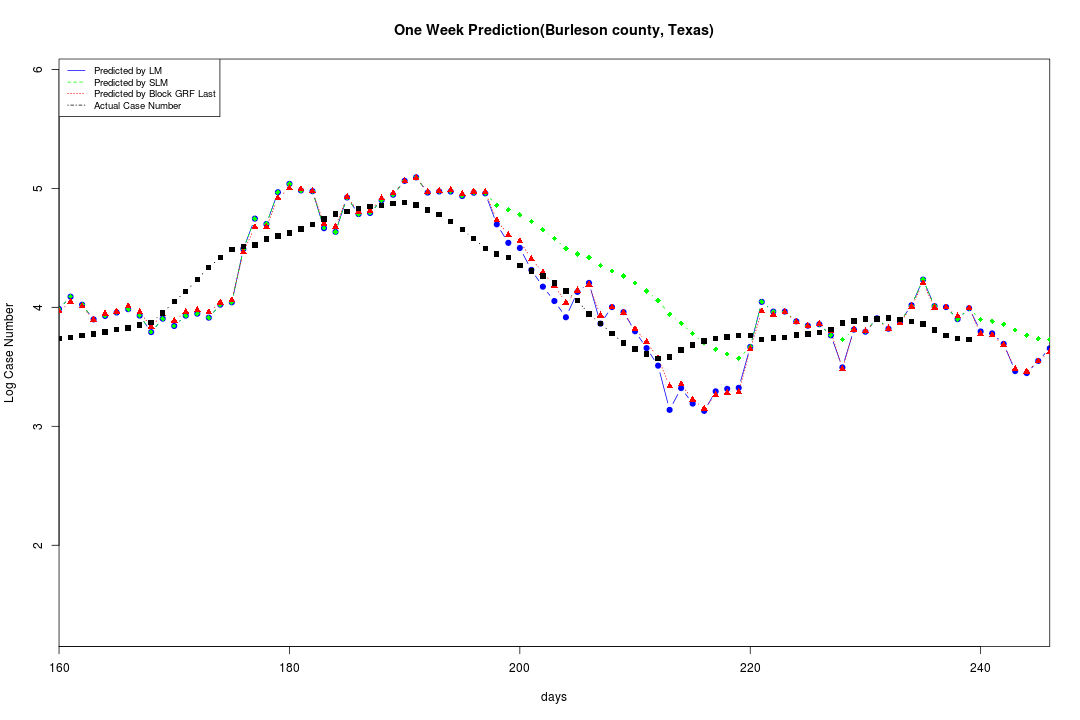 One Week Prediction(Burleson county, Texas)
Predicted by LM
Predicted by SLM
Predicted by Block GRF Last
Actual Case Number
6
5
4
3
2
Log Case Number
160 180 200 220 240
days